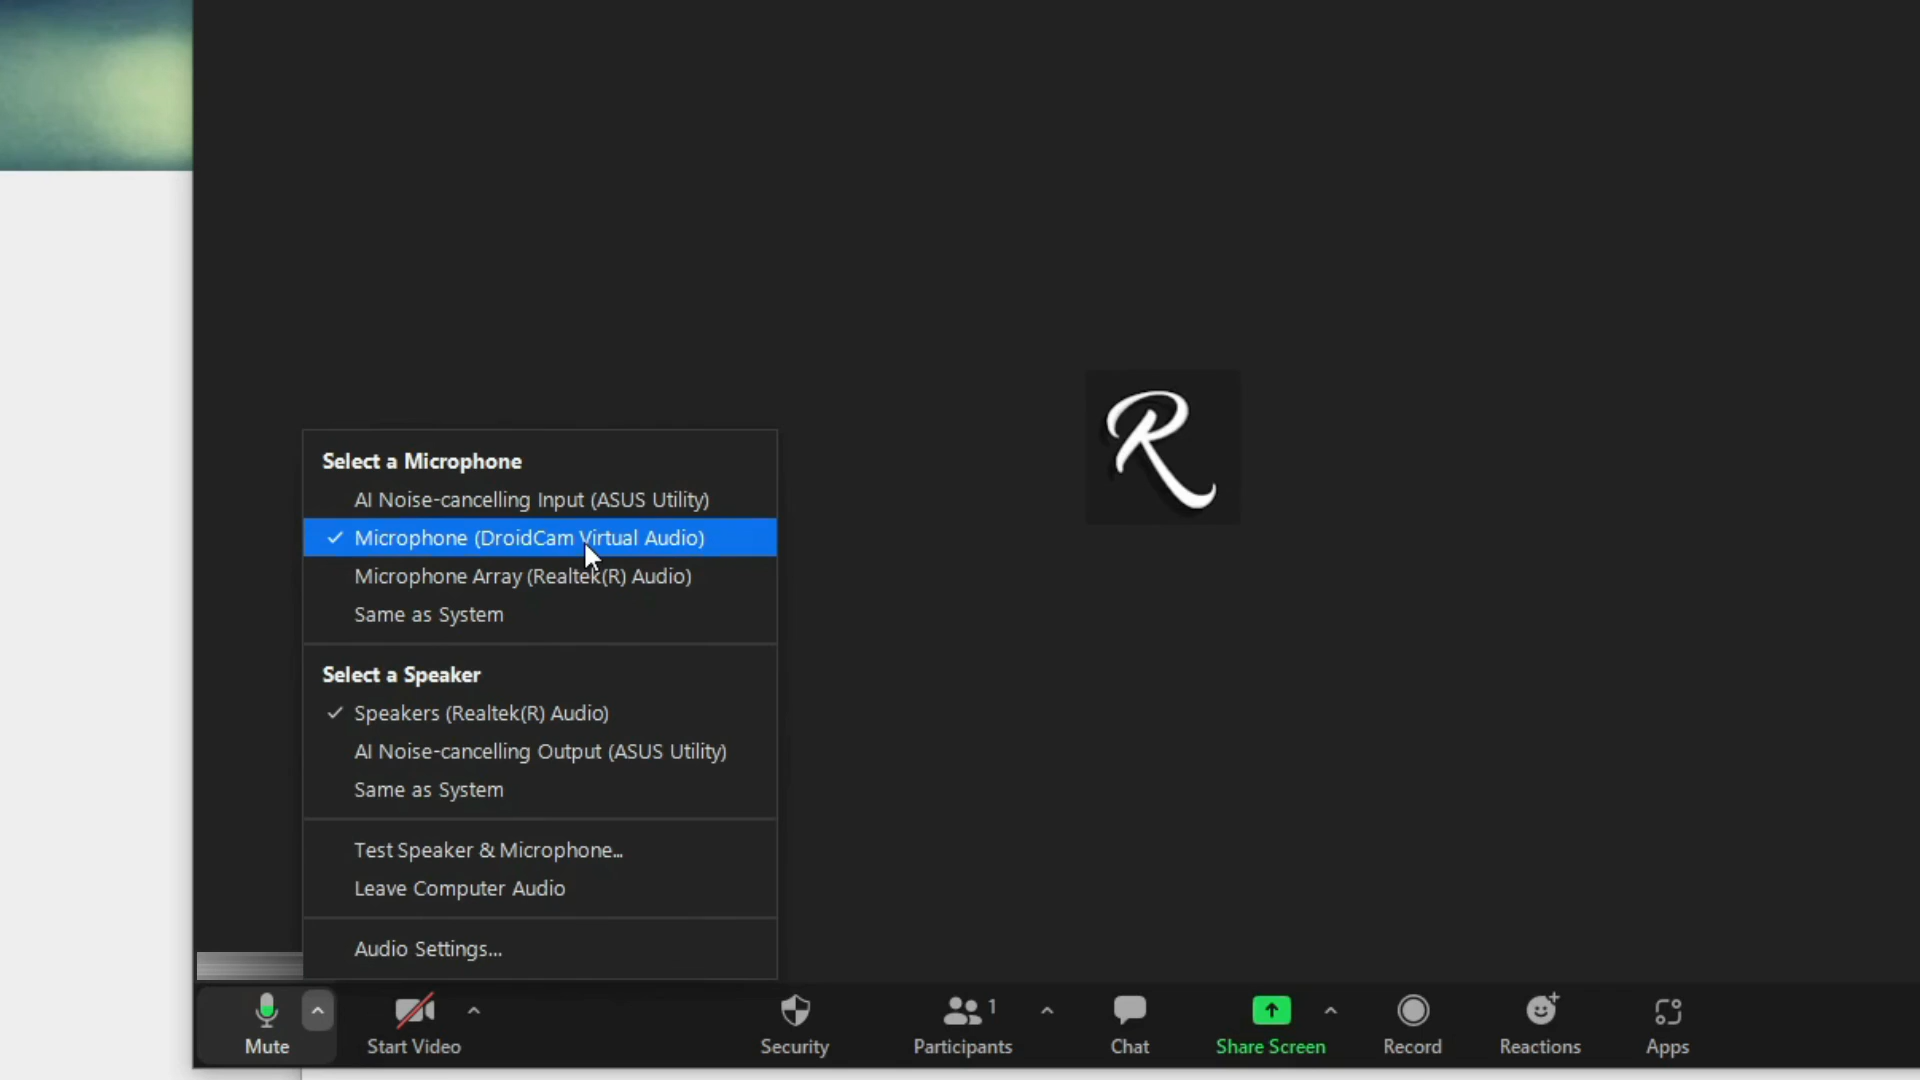 R
Select a Microphone
AI Noise-cancelling Input (ASUS Utility)
✓ Microphone (DroidCam Virtual Audio)
Microphone Array (Realtek(R) Audio)
Same as System
Select a Speaker
✓ Speakers (Realtek(R) Audio)
AI Noise-cancelling Output (ASUS Utility)
Same as System
Test Speaker & Microphone...
Leave Computer Audio
Audio Settings...
1
Mute
Start Video
Security
Participants
Chat
Share Screen
Record
Reactions
Apps